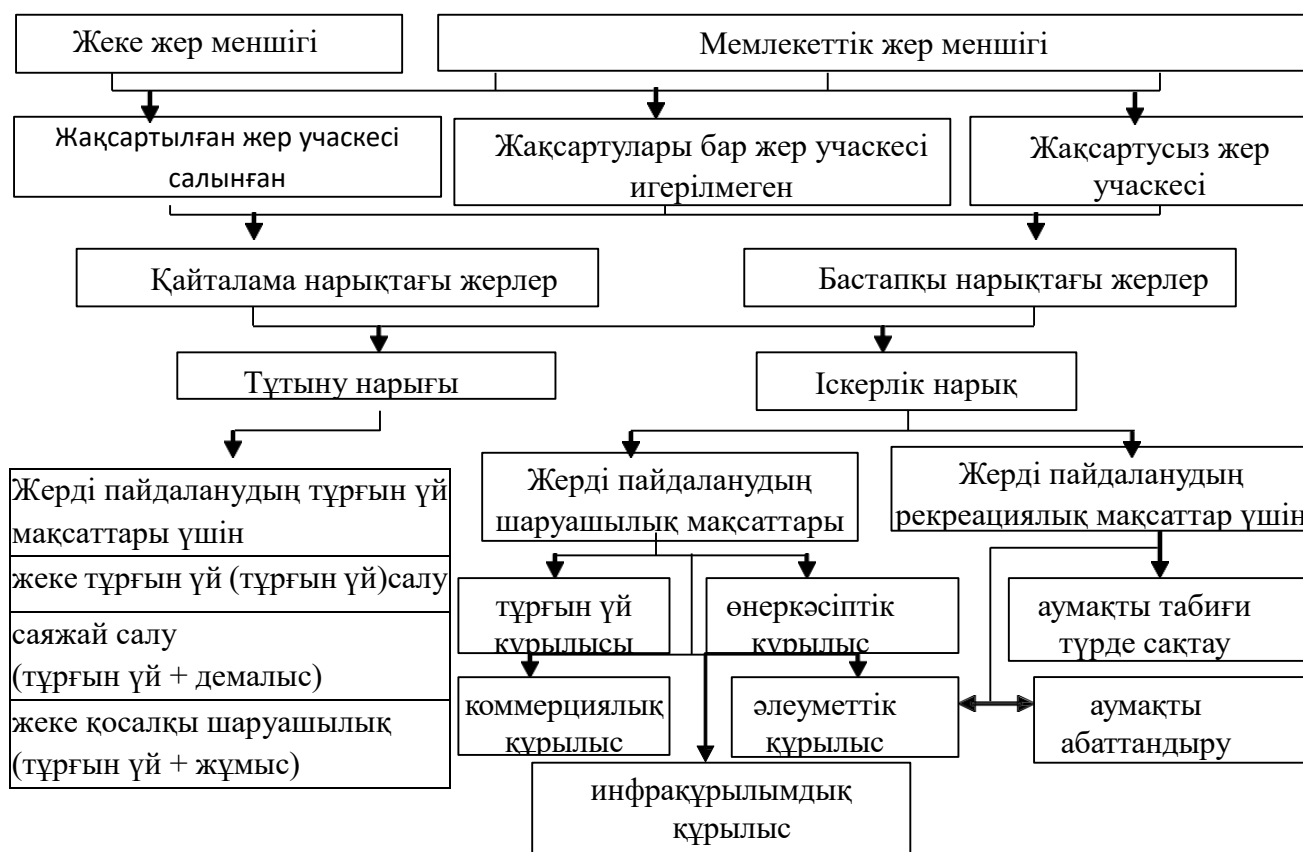 Жеке жер меншігі
Мемлекеттік жер меншігі
Жақсартылған жер учаскесі
салынған
Жақсартулары бар жер учаскесі
игерілмеген
Жақсартусыз жер
учаскесі
Қайталама нарықтағы жерлер
Бастапқы нарықтағы жерлер
Тұтыну нарығы
Іскерлік нарық
Жерді пайдаланудың тұрғын үй
мақсаттары үшін
жеке тұрғын үй (тұрғын үй)салу
саяжай салу
(тұрғын үй + демалыс)
жеке қосалқы шаруашылық
(тұрғын үй + жұмыс)
Жерді пайдаланудың
шаруашылық мақсаттары
Жерді пайдаланудың
рекреациялық мақсаттар үшін
тұрғын үй
құрылысы
өнеркәсіптік
құрылыс
аумақты табиғи
түрде сақтау
коммерциялық
құрылыс
әлеуметтік
құрылыс
аумақты
абаттандыру
инфрақұрылымдық
құрылыс